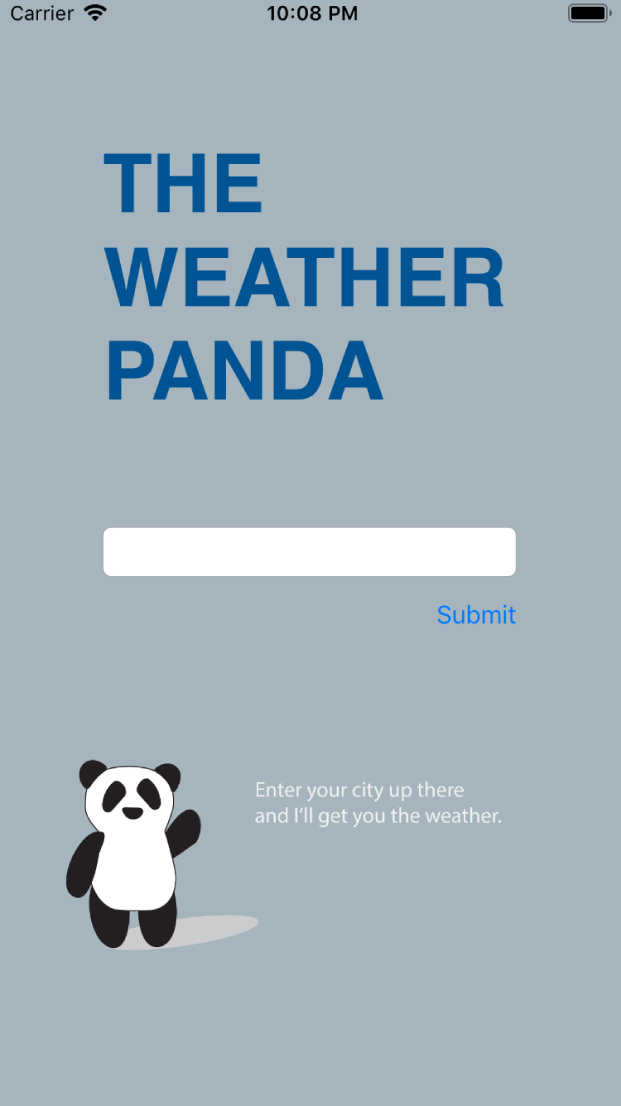 Carrier 10:08 PM
THE
WEATHER
PANDA
Submit
Enter your city up there
and I'll get you the weather.